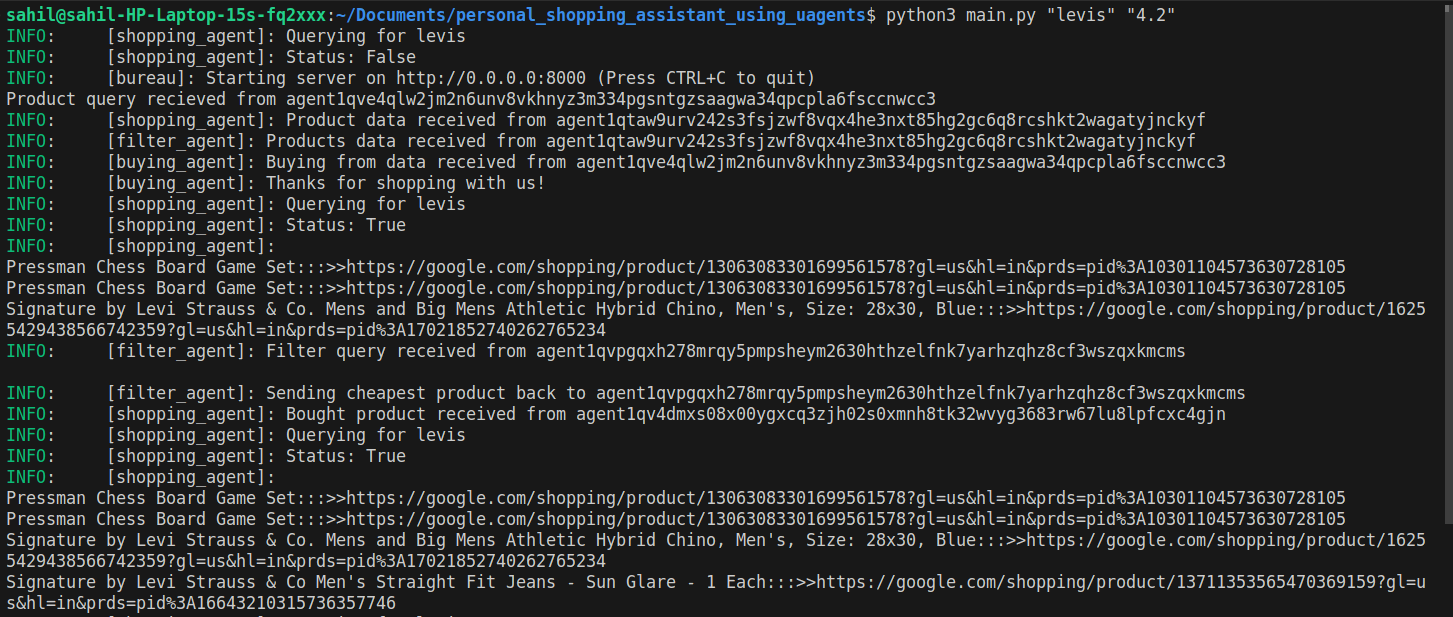 sahil@sahil-HP-Laptop-15s-fq2xxx:~/Documents/personal_shopping_assistant_using_uagents$ python3 main.py "levis" "4.2"
INFO:     [shopping_agent]: Querying for levis
INFO:     [shopping_agent]: Status: False
INFO:     [bureau]: Starting server on http://0.0.0.0:8000 (Press CTRL+C to quit)
Product query recieved from agent1qve4qlw2jm2n6unv8vkhnyz3m334pgsntgzsaagwa34qpcpla6fsccnwcc3
INFO:     [shopping_agent]: Product data received from agent1qtaw9urv242s3fsjzwf8vqx4he3nxt85hg2gc6q8rcshkt2wagatyjnckyf
INFO:     [filter_agent]: Products data received from agent1qtaw9urv242s3fsjzwf8vqx4he3nxt85hg2gc6q8rcshkt2wagatyjnckyf
INFO:     [buying_agent]: Buying from data received from agent1qve4qlw2jm2n6unv8vkhnyz3m334pgsntgzsaagwa34qpcpla6fsccnwcc3
INFO:     [buying_agent]: Thanks for shopping with us!
INFO:     [shopping_agent]: Querying for levis
INFO:     [shopping_agent]: Status: True
INFO:     [shopping_agent]:
Pressman Chess Board Game Set:::>>https://google.com/shopping/product/13063083301699561578?gl=us&hl=in&prds=pid%3A10301104573630728105
Pressman Chess Board Game Set:::>>https://google.com/shopping/product/13063083301699561578?gl=us&hl=in&prds=pid%3A10301104573630728105
Signature by Levi Strauss & Co. Mens and Big Mens Athletic Hybrid Chino, Men's, Size: 28x30, Blue:::>>https://google.com/shopping/product/1625
5429438566742359?gl=us&hl=in&prds=pid%3A17021852740262765234
INFO:     [filter_agent]: Filter query received from agent1qvpgqxh278mrqy5pmpsheym2630hthzelfnk7yarhzqhz8cf3wszqxkmcms
INFO:     [filter_agent]: Sending cheapest product back to agent1qvpgqxh278mrqy5pmpsheym2630hthzelfnk7yarhzqhz8cf3wszqxkmcms
INFO:     [shopping_agent]: Bought product received from agent1qv4dmxs08x00ygxcq3zjh02s0xmnh8tk32wvyg3683rw67lu8lpfcxc4gjn
INFO:     [shopping_agent]: Querying for levis
INFO:     [shopping_agent]: Status: True
INFO:     [shopping_agent]:
Pressman Chess Board Game Set:::>>https://google.com/shopping/product/13063083301699561578?gl=us&hl=in&prds=pid%3A10301104573630728105
Pressman Chess Board Game Set:::>>https://google.com/shopping/product/13063083301699561578?gl=us&hl=in&prds=pid%3A10301104573630728105
Signature by Levi Strauss & Co. Mens and Big Mens Athletic Hybrid Chino, Men's, Size: 28x30, Blue:::>>https://google.com/shopping/product/1625
5429438566742359?gl=us&hl=in&prds=pid%3A17021852740262765234
Signature by Levi Strauss & Co Men's Straight Fit Jeans - Sun Glare - 1 Each:::>>https://google.com/shopping/product/13711353565470369159?gl=u
s&hl=in&prds=pid%3A16643210315736357746